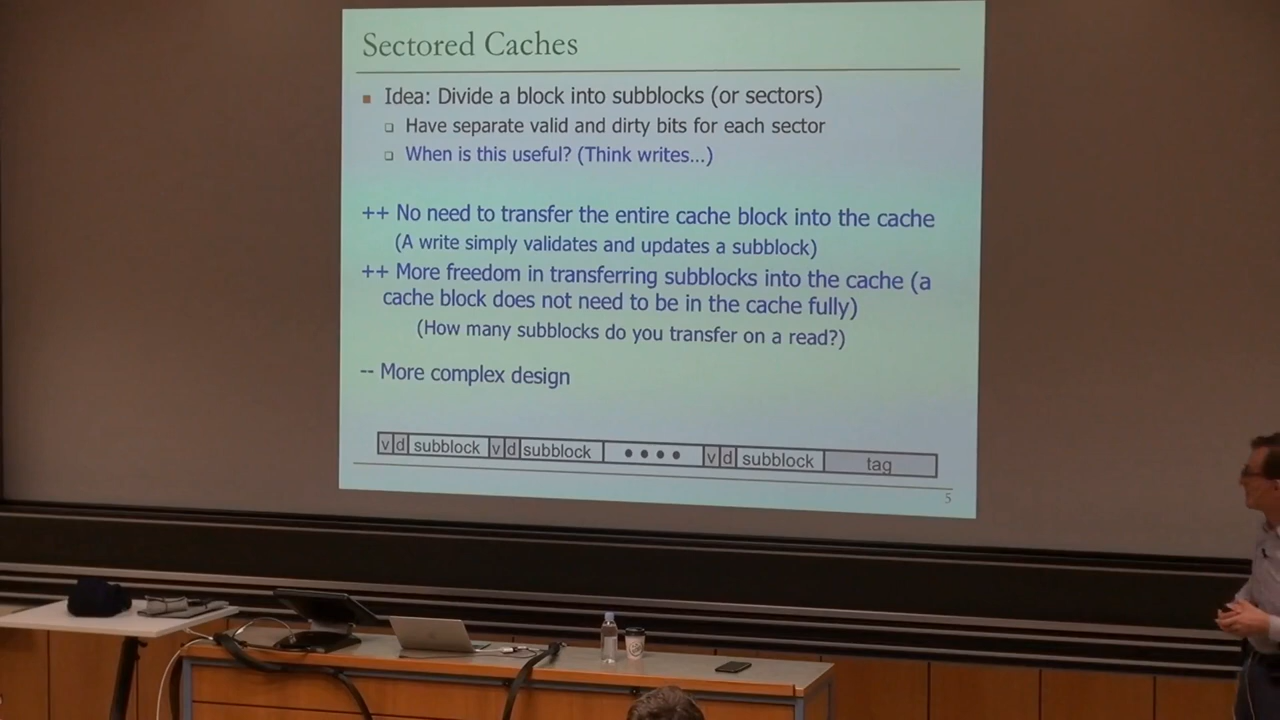 Sectored Caches
Idea: Divide a block into subblocks (or sectors)
Have separate valid and dirty bits for each sector
When is this useful? (Think writes...)
++ No need to transfer the entire cache block into the cache
(A write simply validates and updates a subblock)
++ More freedom in transferring subblocks into the cache (a
cache block does not need to be in the cache fully)
(How many subblocks do you transfer on a read?)
-- More complex design
v d subblock v d subblock • • • • v d subblock tag
5